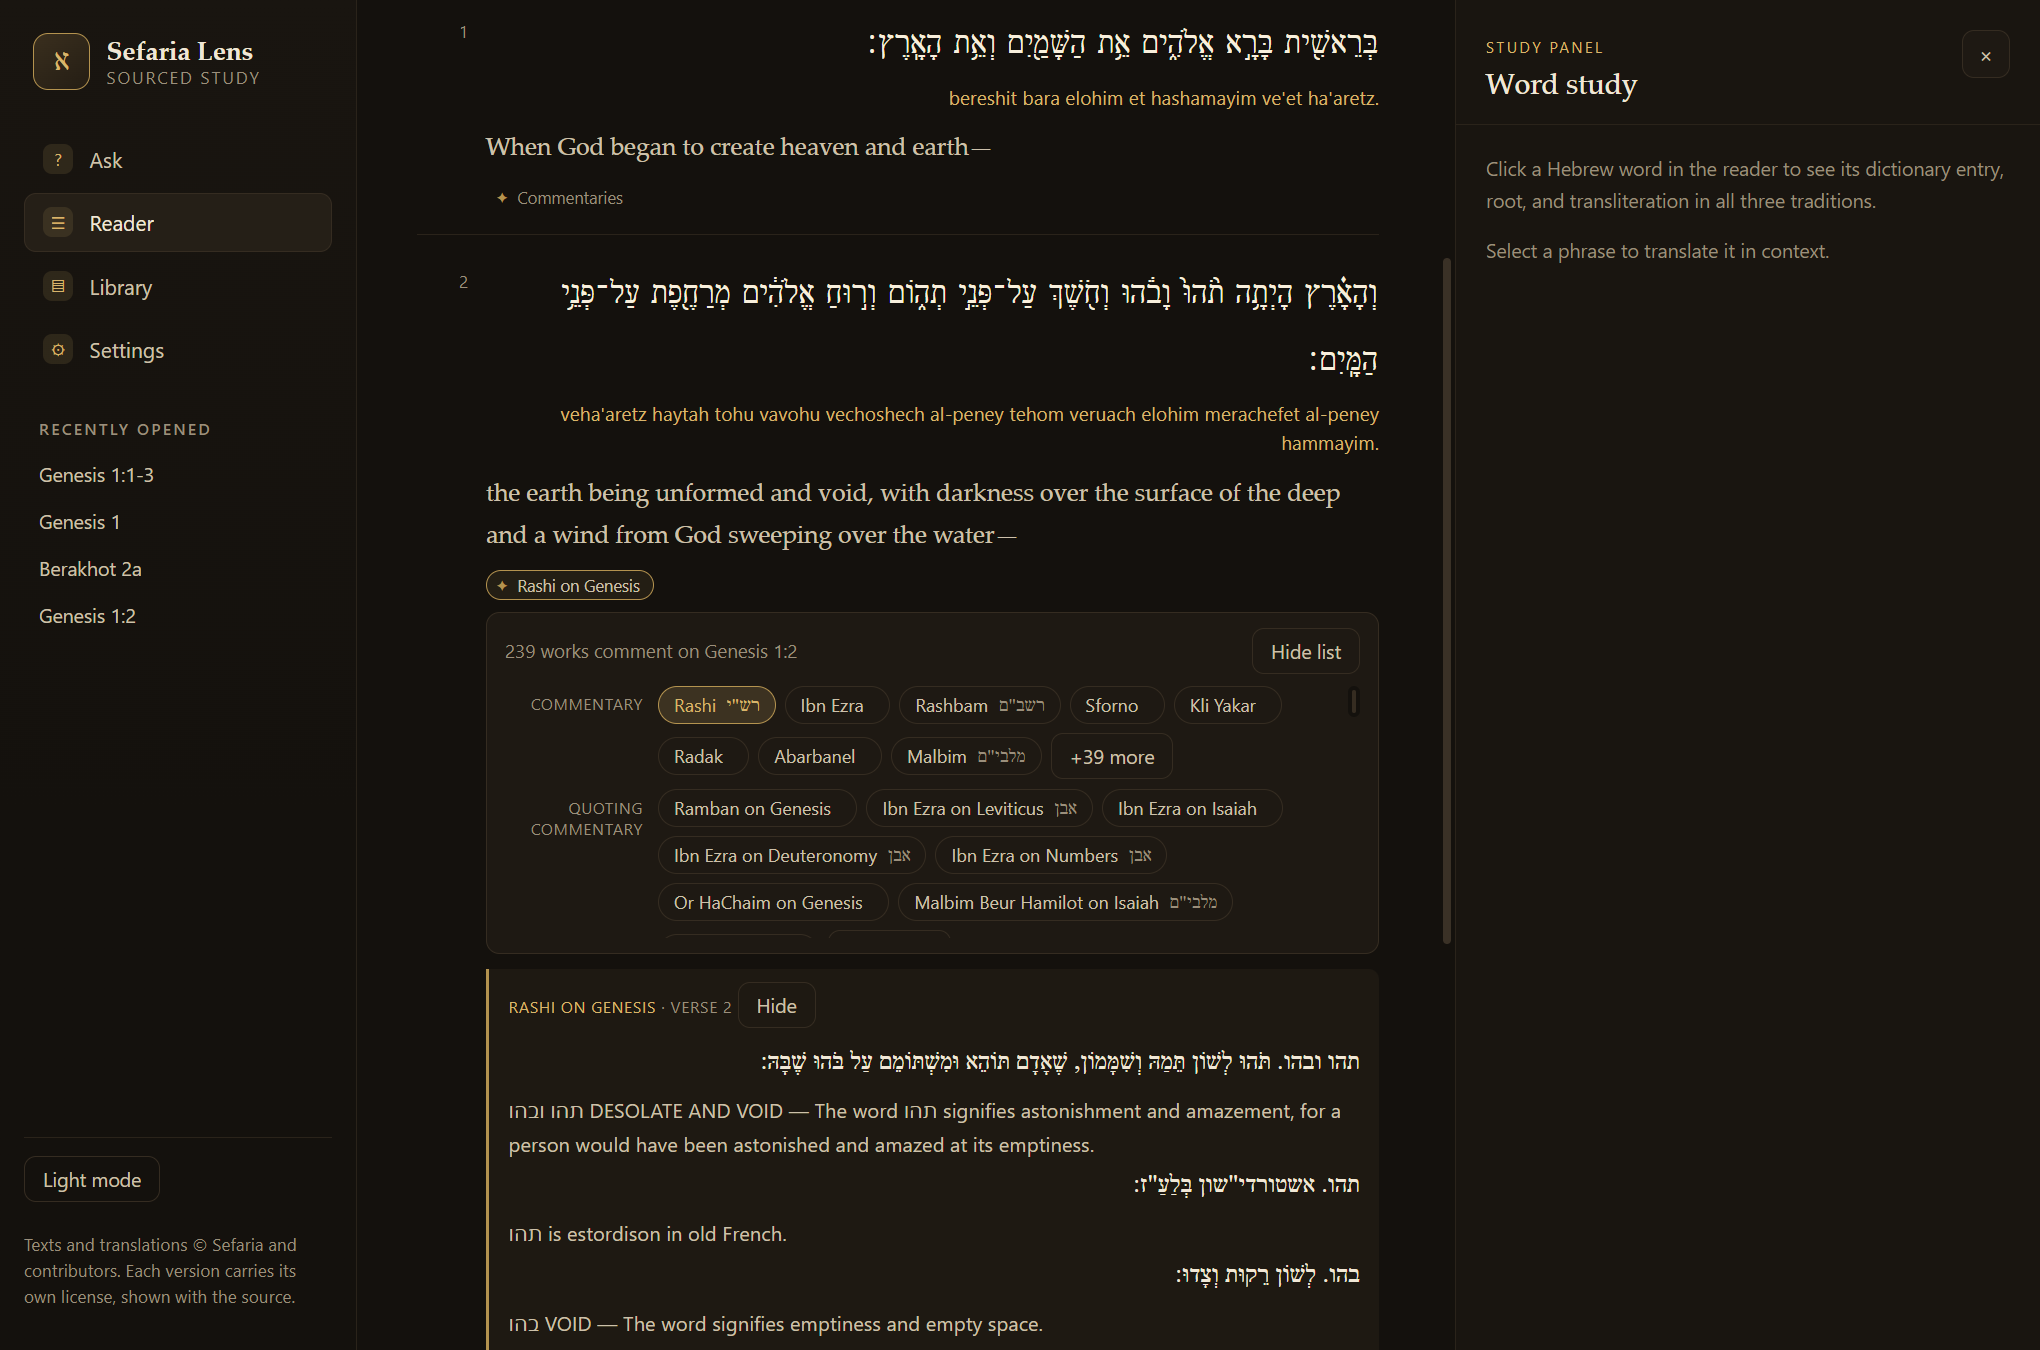 א
Sefaria Lens
SOURCED STUDY
? Ask
Reader
Library
Settings
RECENTLY OPENED
Genesis 1:1-3
Genesis 1
Berakhot 2a
Genesis 1:2
Light mode
Texts and translations © Sefaria and
contributors. Each version carries its
own license, shown with the source.
1
בְּרֵאשִׁ֖ית בָּרָ֣א אֱלֹהִ֑ים אֵ֥ת הַשָּׁמַ֖יִם וְאֵ֥ת הָאָֽרֶץ׃
bereshit bara elohim et hashamayim ve'et ha'aretz.
When God began to create heaven and earth—
✦ Commentaries
2
וְהָאָ֗רֶץ הָיְתָ֥ה תֹ֙הוּ֙ וָבֹ֔הוּ וְחֹ֖שֶׁךְ עַל־פְּנֵ֣י תְה֑וֹם וְר֣וּחַ אֱלֹהִ֔ים מְרַחֶ֖פֶת עַל־פְּנֵ֥י
הַמָּֽיִם׃
veha'aretz haytah tohu vavohu vechoshech al-peney tehom veruach elohim merachefet al-peney
hammayim.
the earth being unformed and void, with darkness over the surface of the deep
and a wind from God sweeping over the water—
✦ Rashi on Genesis
239 works comment on Genesis 1:2 Hide list
COMMENTARY Rashi רש"י Ibn Ezra Rashbam רשב"ם Sforno Kli Yakar
Radak Abarbanel Malbim מלבי"ם +39 more
QUOTING COMMENTARY Ramban on Genesis Ibn Ezra on Leviticus אבן Ibn Ezra on Isaiah
Ibn Ezra on Deuteronomy אבן Ibn Ezra on Numbers אבן
Or HaChaim on Genesis Malbim Beur Hamilot on Isaiah מלבי"ם
RASHI ON GENESIS · VERSE 2 Hide
תהו ובהו. תֹּהוּ לְשׁוֹן תֵּמַהּ וְשִׁמָּמוֹן, שֶׁאָדָם תּוֹהֵא וּמִשְׁתּוֹמֵם עַל בֹּהוּ שֶׁבָּהּ:
תהו ובהו DESOLATE AND VOID — The word תהו signifies astonishment and amazement, for a
person would have been astonished and amazed at its emptiness.
תהו. אשטורדי"שון בְּלַעַ"ז:
תהו is estordison in old French.
בהו. לְשׁוֹן רֵקוּת וְצָדוּ:
בהו VOID — The word signifies emptiness and empty space.
STUDY PANEL
Word study
×
Click a Hebrew word in the reader to see its dictionary entry,
root, and transliteration in all three traditions.
Select a phrase to translate it in context.